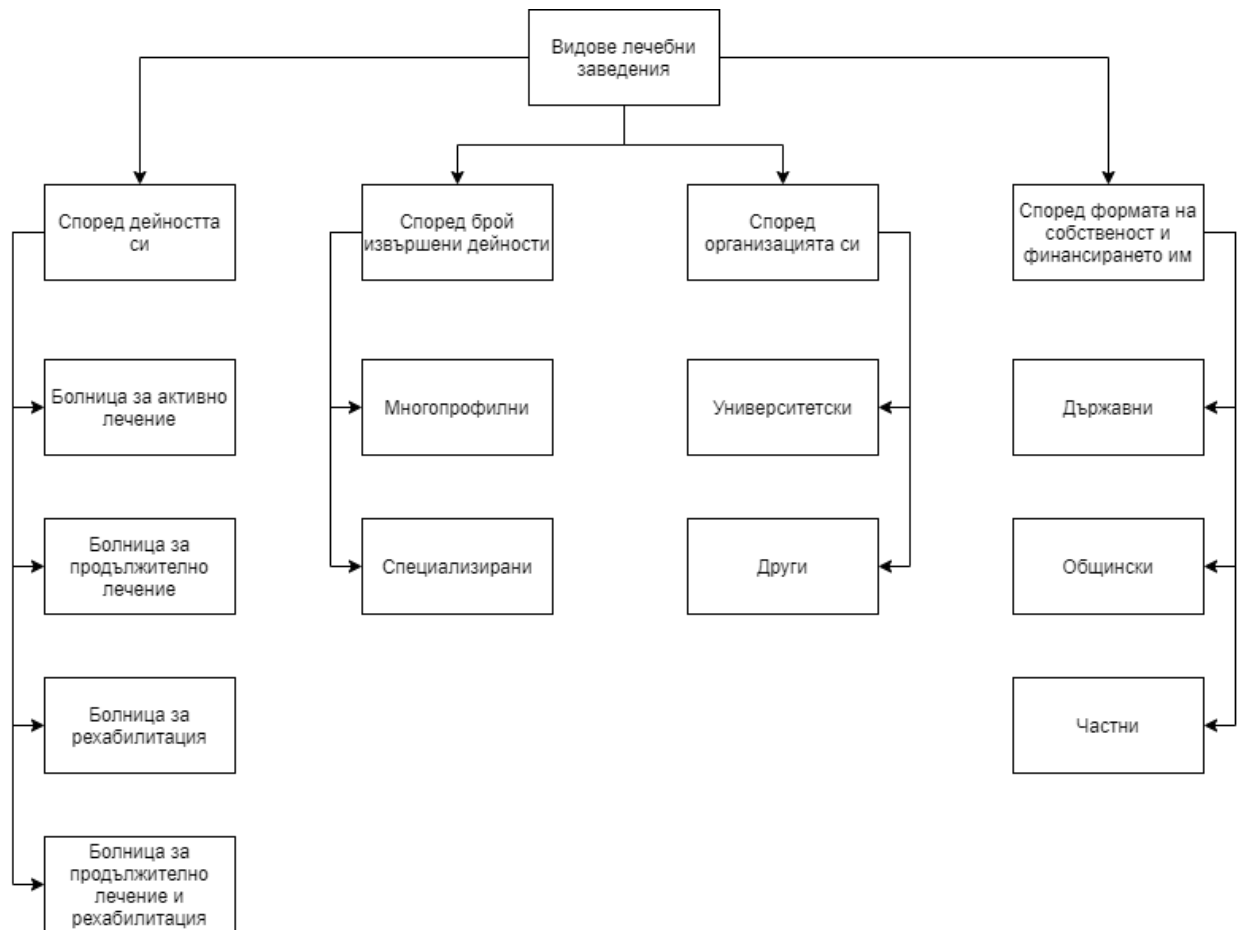 Видове лечебни
заведения
Според дейността
си
Според брой
извършени дейности
Според
организацията си
Според формата на
собственост и
финансирането им
Болница за активно
лечение
Многопрофилни
Университетски
Държавни
Болница за
продължително
лечение
Специализирани
Други
Общински
Болница за
рехабилитация
Частни
Болница за
продължително
лечение и
рехабилитация